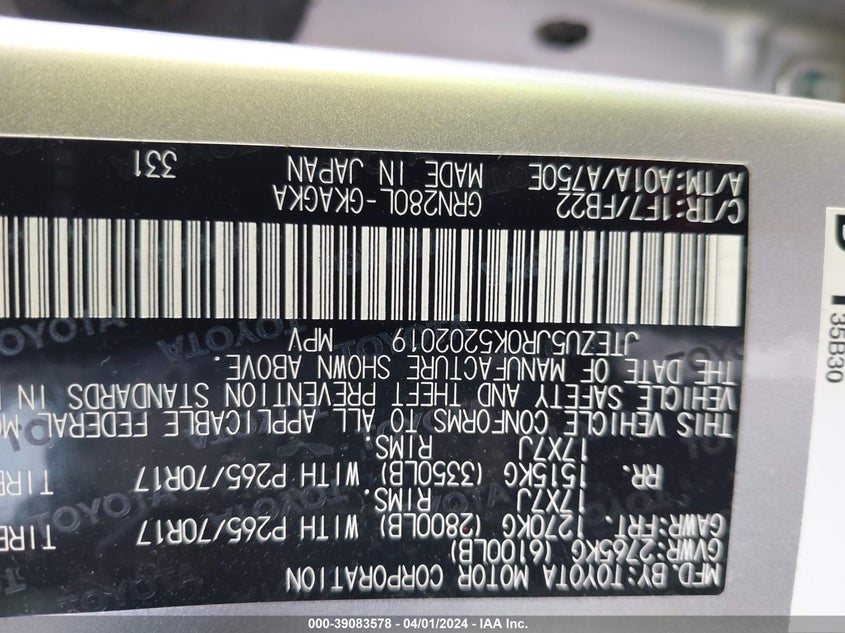 MFD.BY:TOYOTA MOTOR CORPORATION
GVWR:2765KG(6100LB)
GAWR:FRT. 1270KG (2800LB) WITH P265/70R17 TIRE
17X7J RIMS.
RR. 1515KG (3350LB) WITH P265/70R17 TIRE
17X7J RIMS.
THIS VEHICLE CONFORMS TO ALL APPLICABLE FEDERAL MO
VEHICLE SAFETY AND THEFT PREVENTION STANDARDS IN
THE DATE OF MANUFACTURE SHOWN ABOVE.
JTEZU5JR0K5202019 MPV
C/TR:1F7/FB22 GRN280L-GKAGKA 331
A/TM:A01A/A750E MADE IN JAPAN
35B30
000-39083578 - 04/01/2024 - IAA Inc.